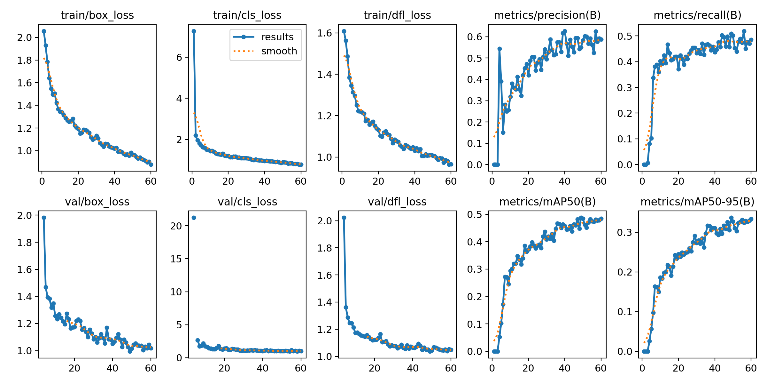 train/box_loss
train/cls_loss
train/dfl_loss
metrics/precision(B)
metrics/recall(B)
results
smooth
2.0
1.8
1.6
1.4
1.2
1.0
6
4
2
1.6
1.4
1.2
1.0
0.6
0.5
0.4
0.3
0.2
0.1
0.0
0.5
0.4
0.3
0.2
0.1
0.0
0 20 40 60
0 20 40 60
0 20 40 60
0 20 40 60
0 20 40 60
val/box_loss
val/cls_loss
val/dfl_loss
metrics/mAP50(B)
metrics/mAP50-95(B)
2.0
1.8
1.6
1.4
1.2
1.0
20
15
10
5
0
2.0
1.8
1.6
1.4
1.2
1.0
0.5
0.4
0.3
0.2
0.1
0.0
0.3
0.2
0.1
0.0
20 40 60
20 40 60
20 40 60
0 20 40 60
0 20 40 60